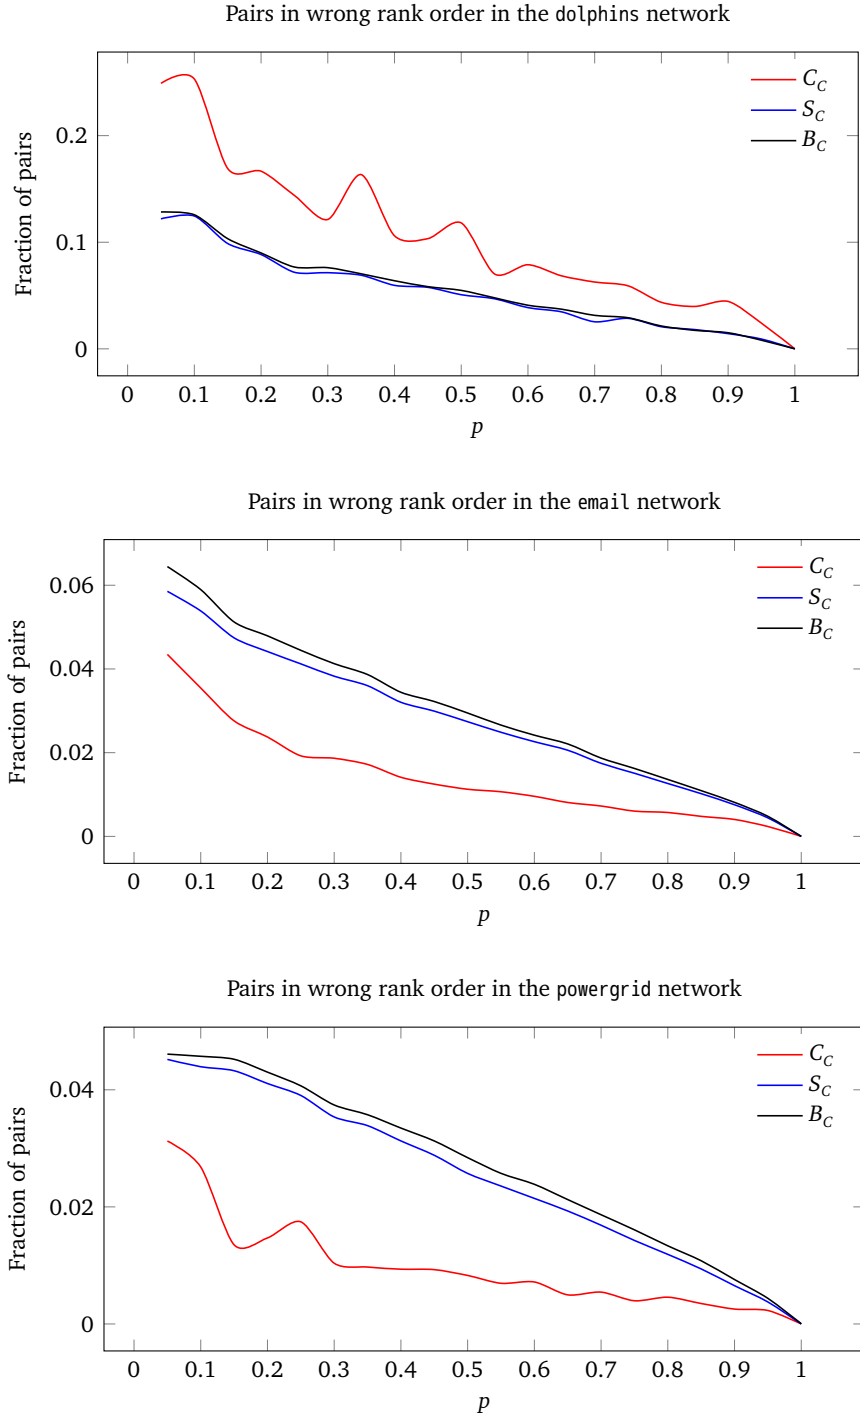 Pairs in wrong rank order in the dolphins network
Fraction of pairs
0.2
0.1
0
C_C
S_C
B_C
0 0.1 0.2 0.3 0.4 0.5 0.6 0.7 0.8 0.9 1
p
Pairs in wrong rank order in the email network
Fraction of pairs
0.06
0.04
0.02
0
C_C
S_C
B_C
0 0.1 0.2 0.3 0.4 0.5 0.6 0.7 0.8 0.9 1
p
Pairs in wrong rank order in the powergrid network
Fraction of pairs
0.04
0.02
0
C_C
S_C
B_C
0 0.1 0.2 0.3 0.4 0.5 0.6 0.7 0.8 0.9 1
p